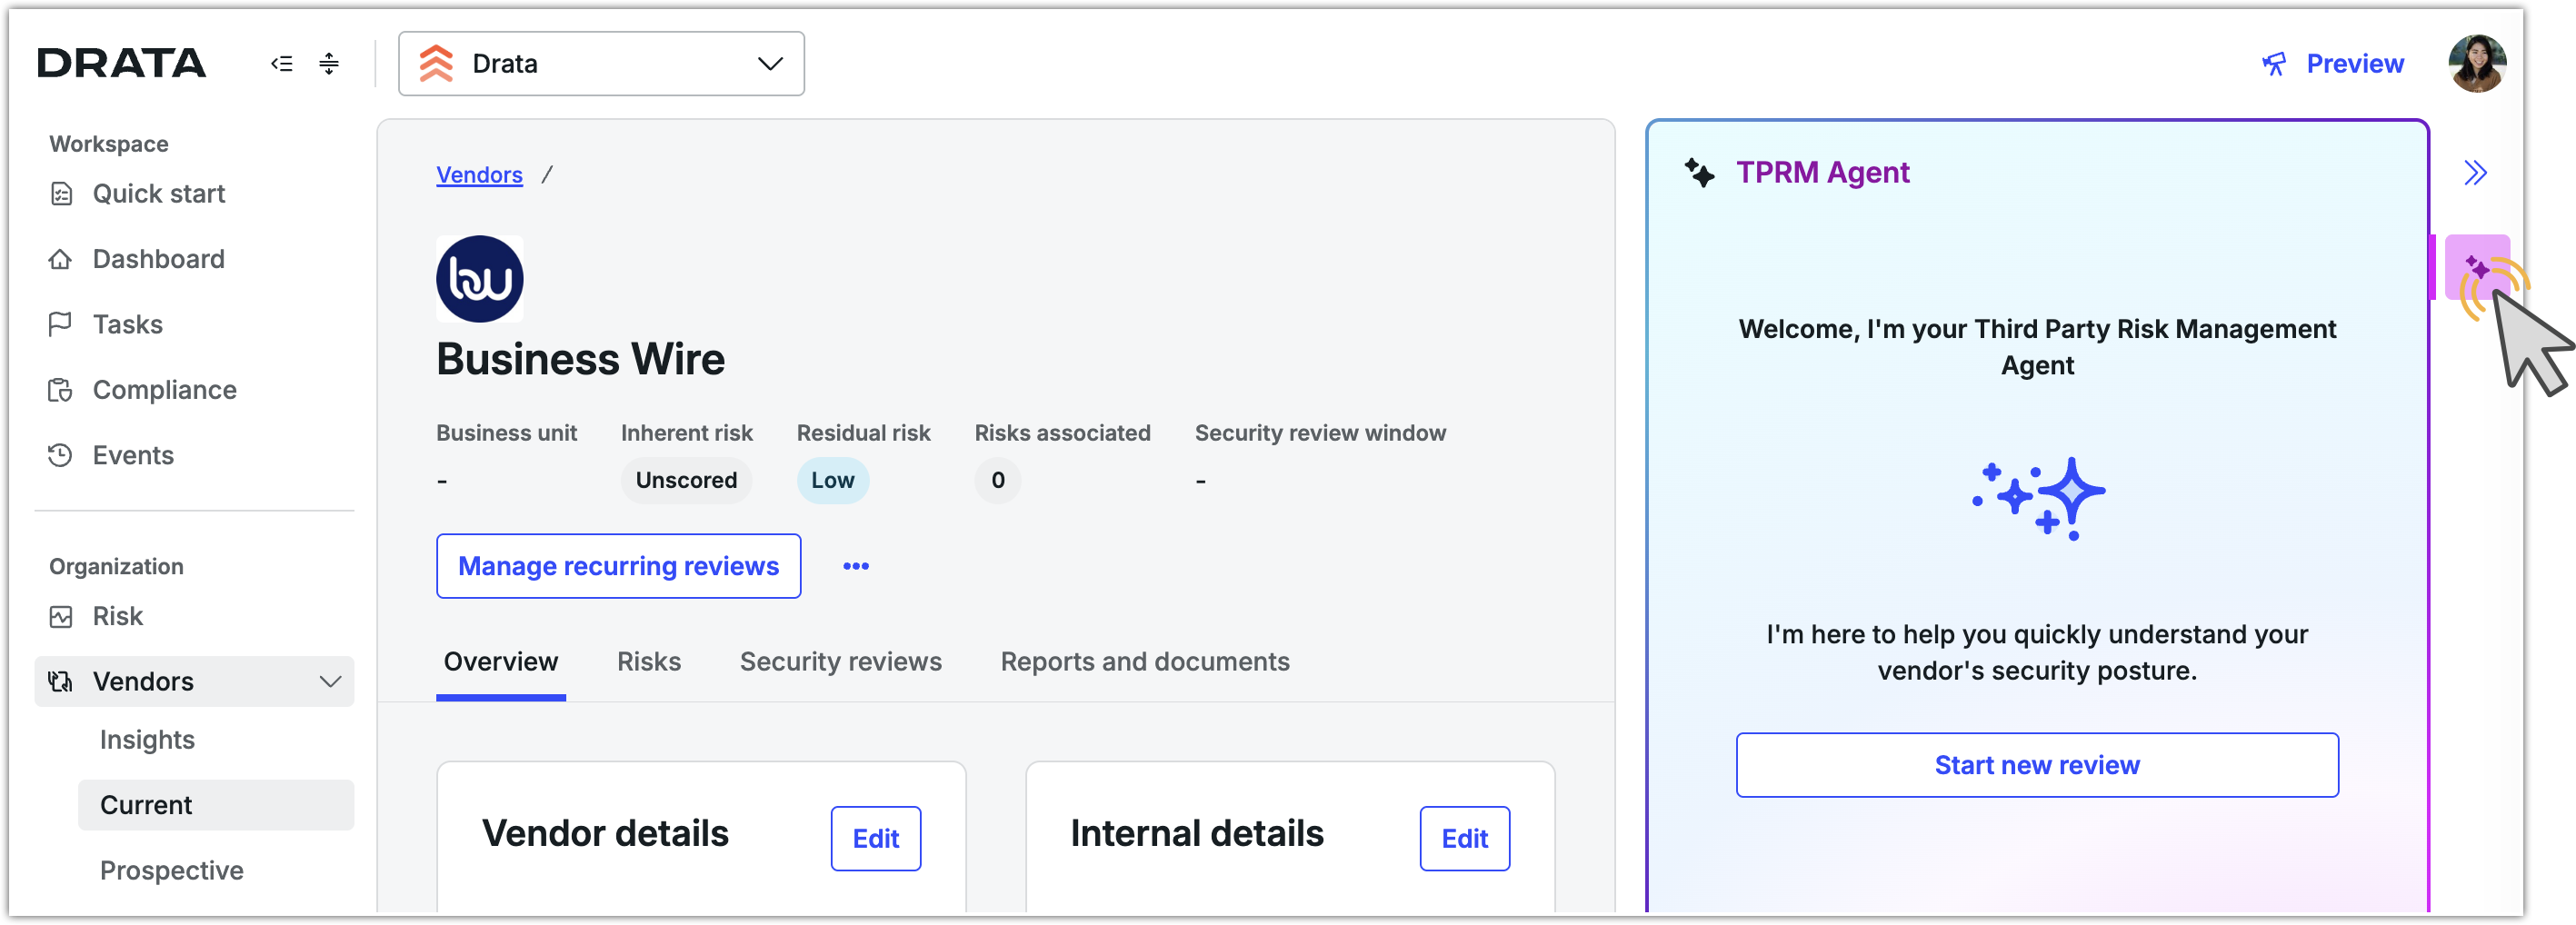 DRATA
Drata
Preview
Workspace
Quick start
Dashboard
Tasks
Compliance
Events
Organization
Risk
Vendors
Insights
Current
Prospective
Vendors /
bw
Business Wire
Business unit Inherent risk Residual risk Risks associated Security review window
- Unscored Low 0 -
Manage recurring reviews
Overview Risks Security reviews Reports and documents
Vendor details Edit
Internal details Edit
TPRM Agent
Welcome, I'm your Third Party Risk Management
Agent
I'm here to help you quickly understand your
vendor's security posture.
Start new review